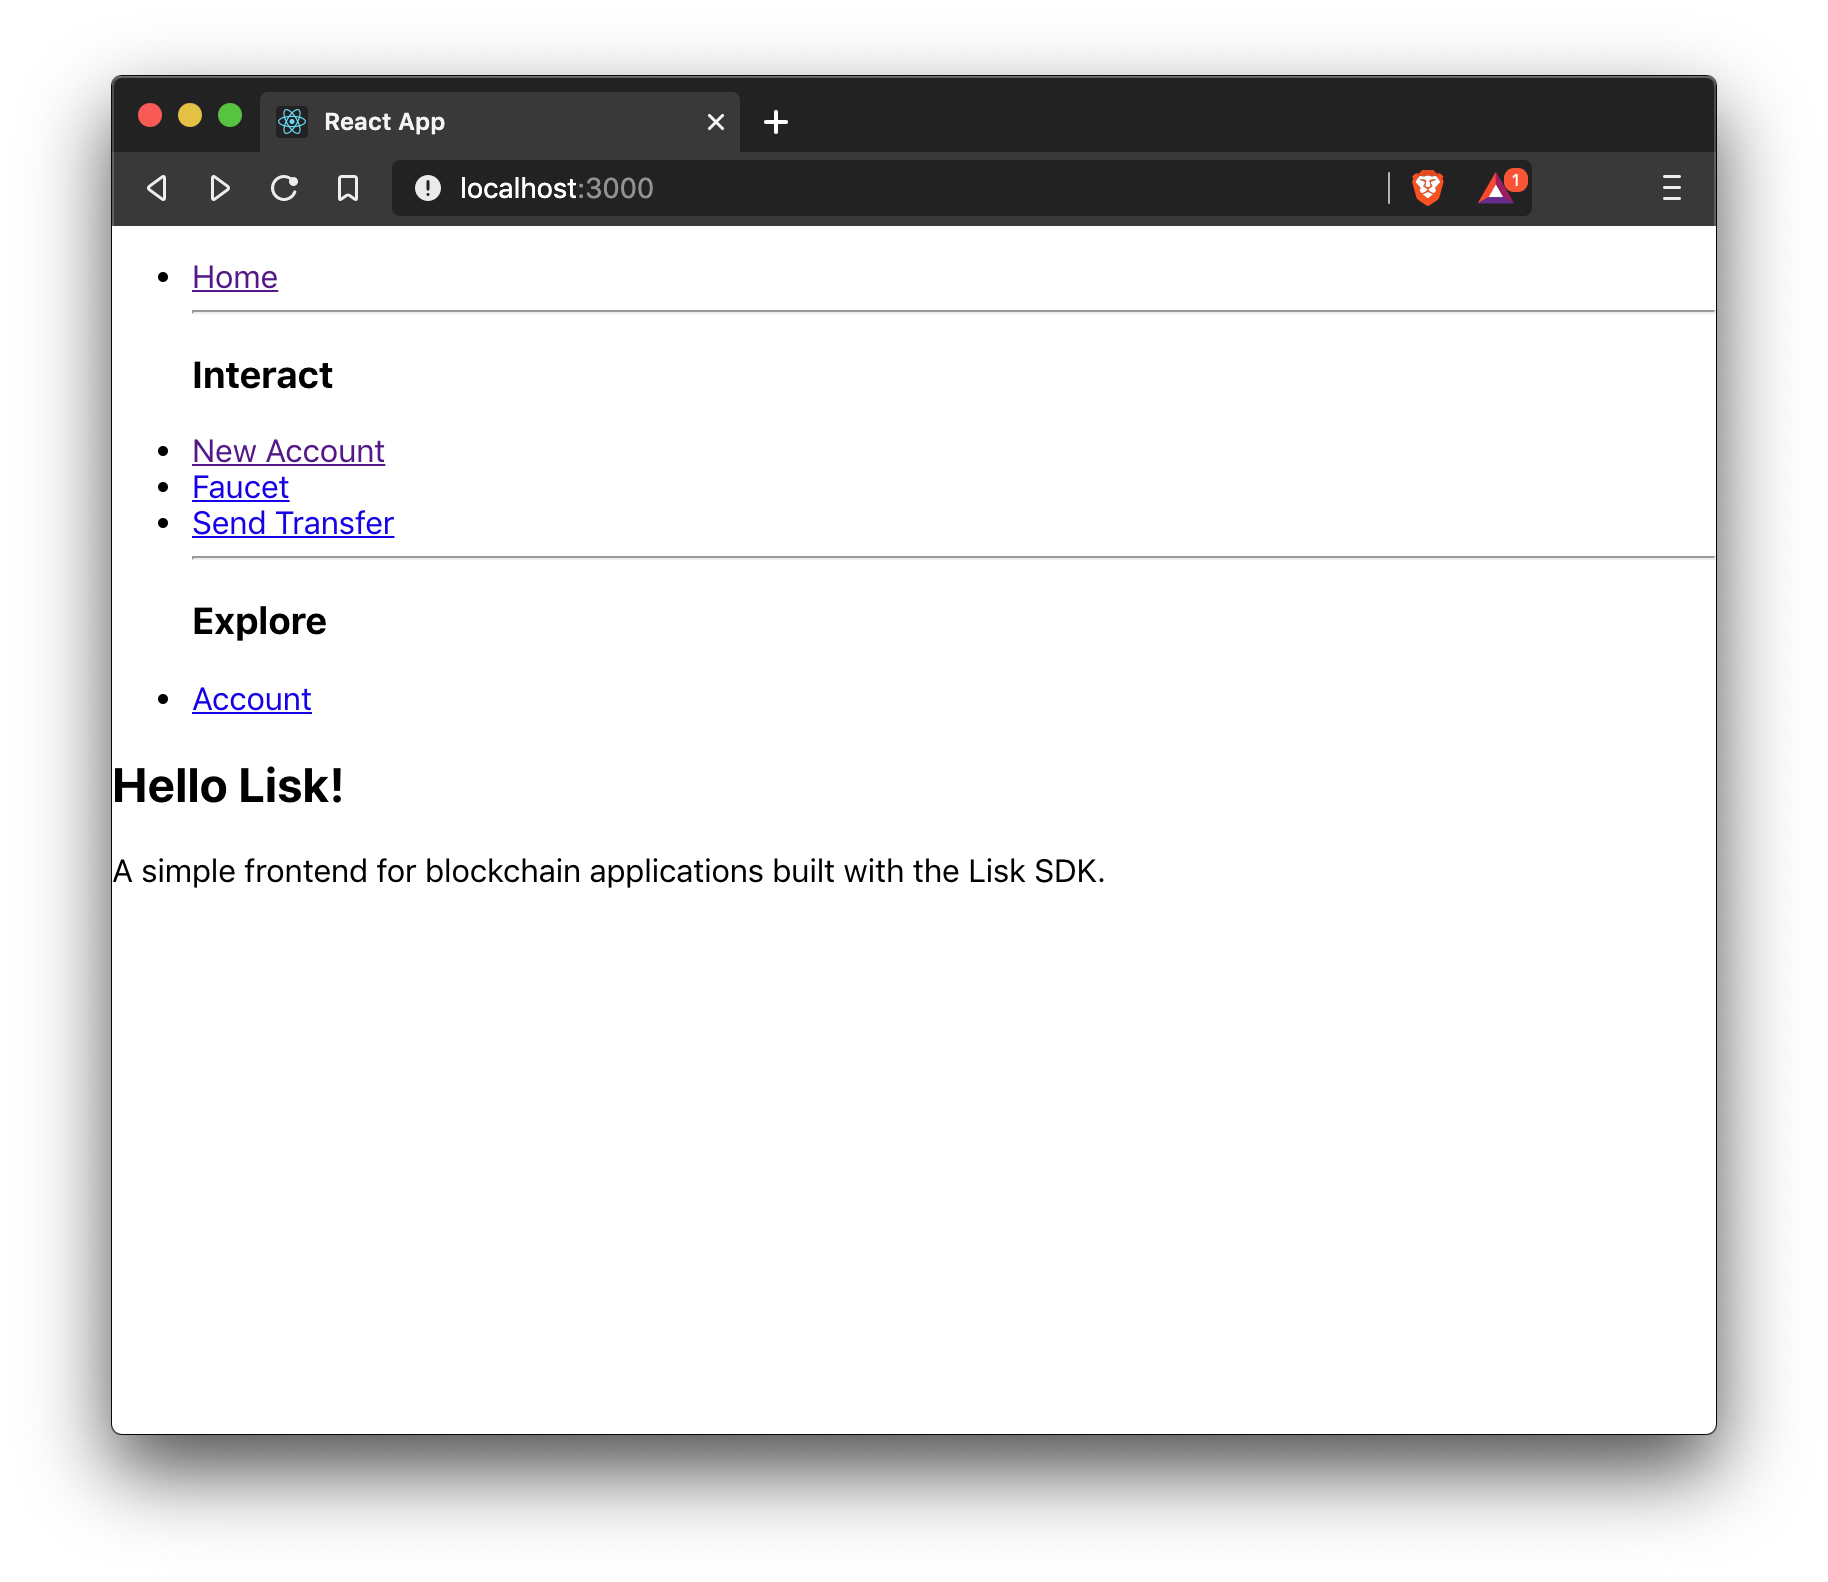 React App
localhost:3000
1
Home
Interact
New Account
Faucet
Send Transfer
Explore
Account
Hello Lisk!
A simple frontend for blockchain applications built with the Lisk SDK.